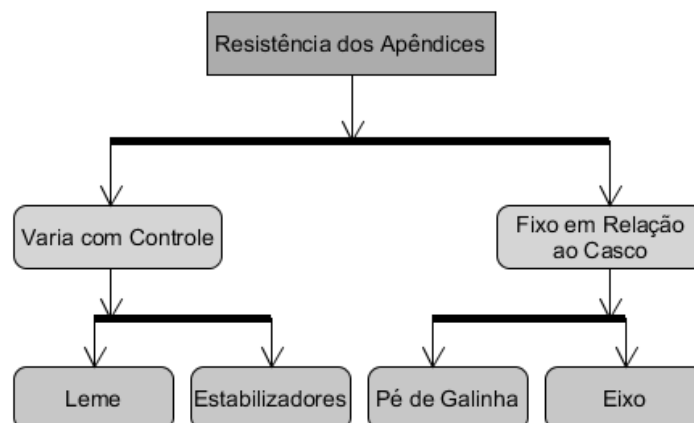 Resistência dos Apêndices
Varia com Controle
Fixo em Relação
ao Casco
Leme
Estabilizadores
Pé de Galinha
Eixo